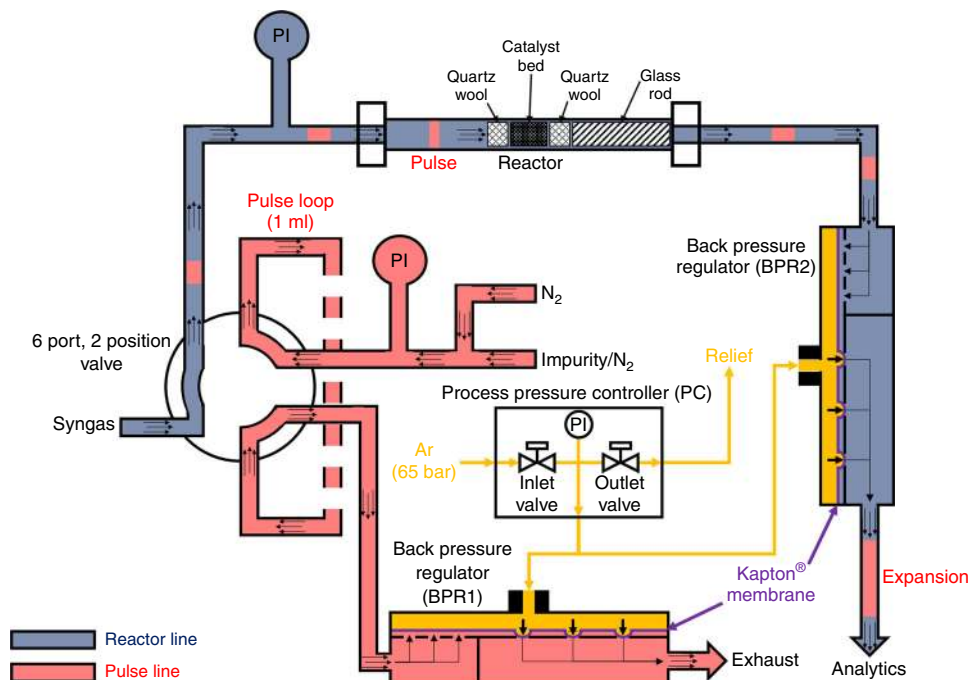 PI
Catalyst
bed
Quartz
wool
Quartz
wool
Glass
rod
Pulse
Reactor
Pulse loop
(1 ml)
PI
N2
Impurity/N2
6 port, 2 position
valve
Syngas
Back pressure
regulator (BPR2)
Relief
Process pressure controller (PC)
PI
Ar
(65 bar)
Inlet
valve
Outlet
valve
Back pressure
regulator
(BPR1)
Kapton®
membrane
Expansion
Reactor line
Pulse line
Exhaust
Analytics